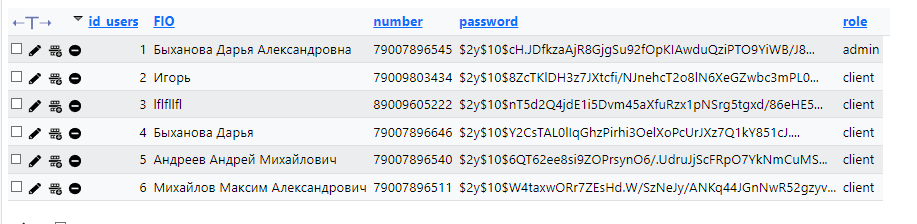 id_users FIO number password role
1 Быханова Дарья Александровна 79007896545 $2y$10$cH.JDfkzaAjR8GjgSu92fOpKIAwduQziPTO9YiWB/J8... admin
2 Игорь 79009803434 $2y$10$8ZcTKlDH3z7JXtcfi/NJnehcT2o8lN6XeGZwbc3mPL0... client
3 lflfllfl 89009605222 $2y$10$nT5d2Q4jdE1i5Dvm45aXfuRzx1pNSrg5tgxd/86eHE5... client
4 Быханова Дарья 79007896646 $2y$10$Y2CsTAL0lIqGhzPirhi3OelXoPcUrJXz7Q1kY851cJ.... client
5 Андреев Андрей Михайлович 79007896540 $2y$10$6QT62ee8si9ZOPrsynO6/.UdruJjScFRpO7YkNmCuMS... client
6 Михайлов Максим Александрович 79007896511 $2y$10$W4taxwORr7ZEsHd.W/SzNeJy/ANKq44JGnNwR52gzyv... client